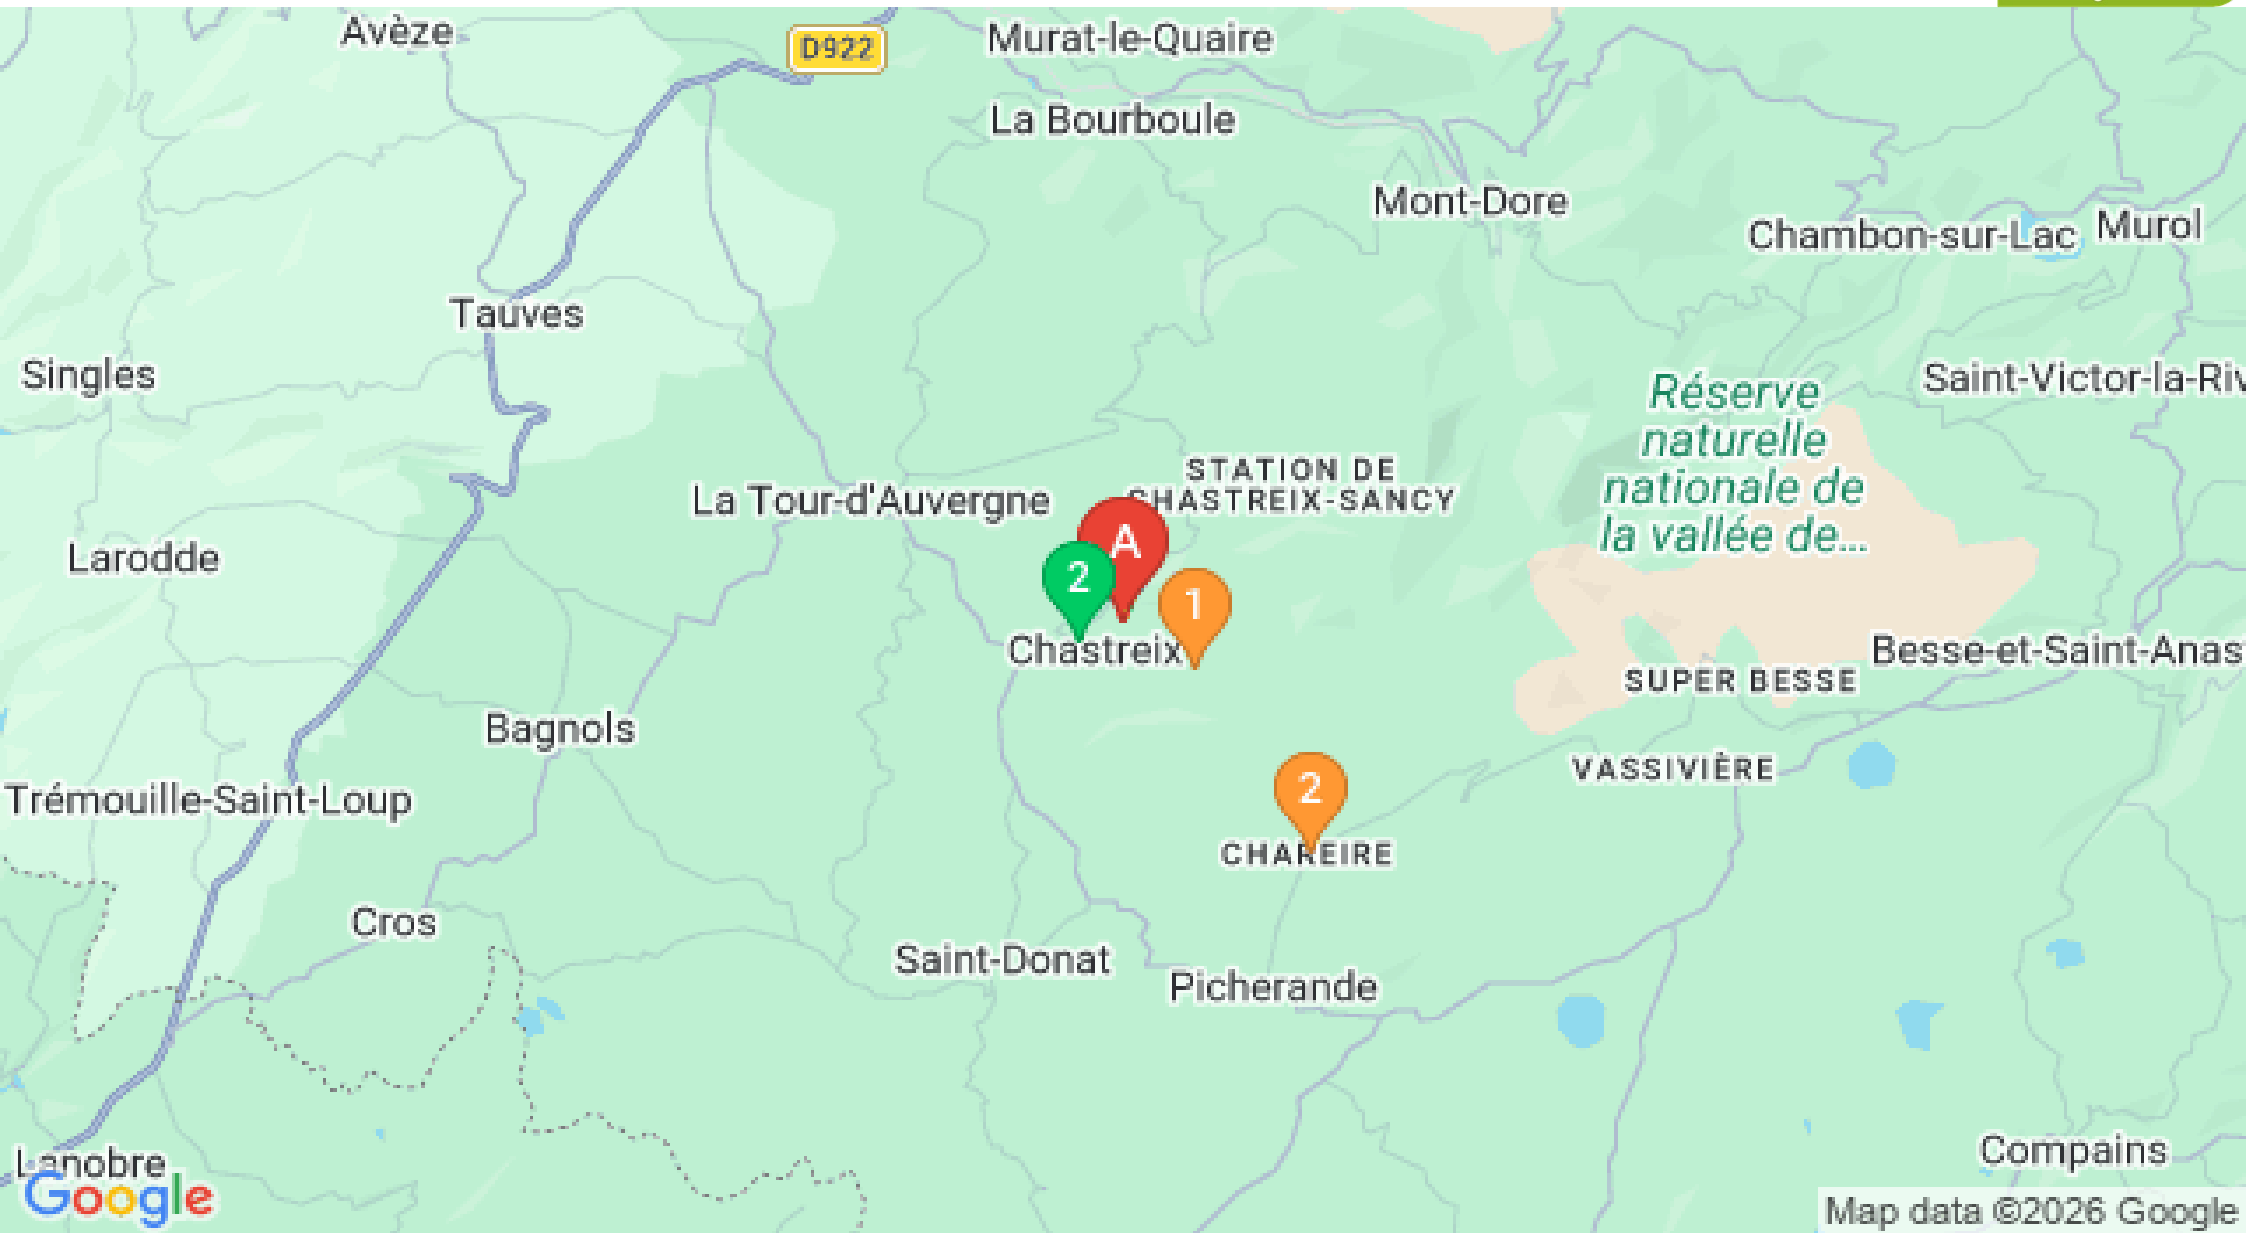 Avèze
D922
Murat-le-Quaire
La Bourboule
Mont-Dore
Chambon-sur-Lac
Murol
Tauves
Singles
Saint-Victor-la-Riv
Réserve
naturelle
nationale de
la vallée de...
STATION DE
CHASTREIX-SANCY
La Tour-d'Auvergne
A
2
1
Larodde
Chastreix
Besse-et-Saint-Anas
SUPER BESSE
Bagnols
VASSIVIÈRE
2
Trémouille-Saint-Loup
CHAREIRE
Cros
Saint-Donat
Picherande
Compains
Lanobre
Google
Map data ©2026 Google